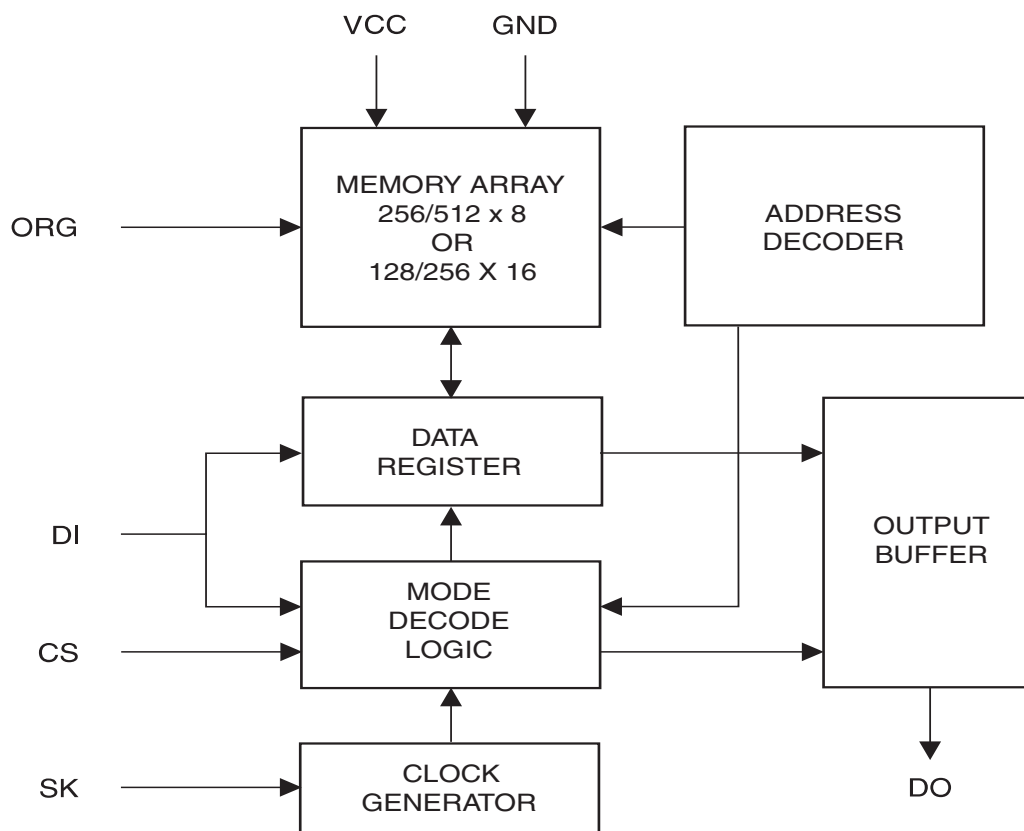 VCC
GND
MEMORY ARRAY
256/512 x 8
OR
128/256 X 16
ADDRESS
DECODER
ORG
DATA
REGISTER
DI
OUTPUT
BUFFER
MODE
DECODE
LOGIC
CS
CLOCK
GENERATOR
SK
DO